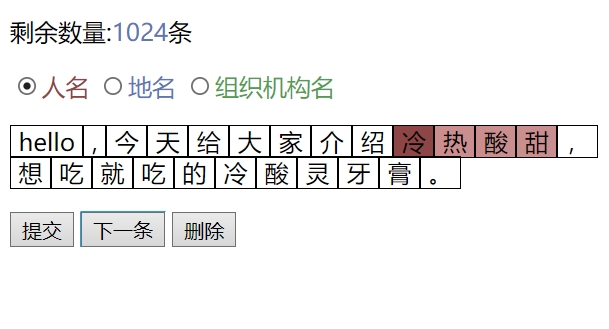 剩余数量:1024条
人名 地名 组织机构名
hello,今天给大家介绍冷热酸甜,
想吃就吃的冷酸灵牙膏。
提交 下一条 删除